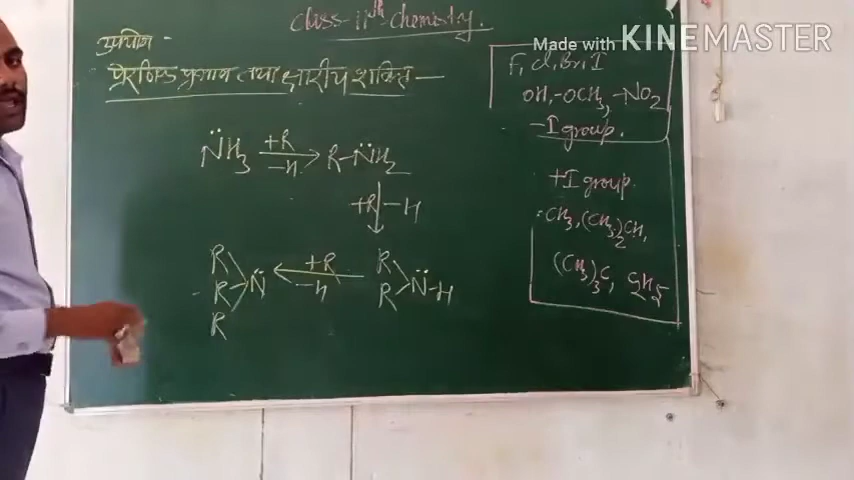 class-11th chemistry.
उपयोग -
प्रेरणिक प्रभाव तथा क्षारीय शक्ति —
Made with KINEMASTER
F, Cl, Br, I
OH, -OCH3, -NO2
-I group.
N̈H3 +R -H R-N̈H2
+R -H
R R R N̈ +R -H R R N̈-H
+I group.
CH3, (CH3)2CH,
(CH3)3C, C2H5